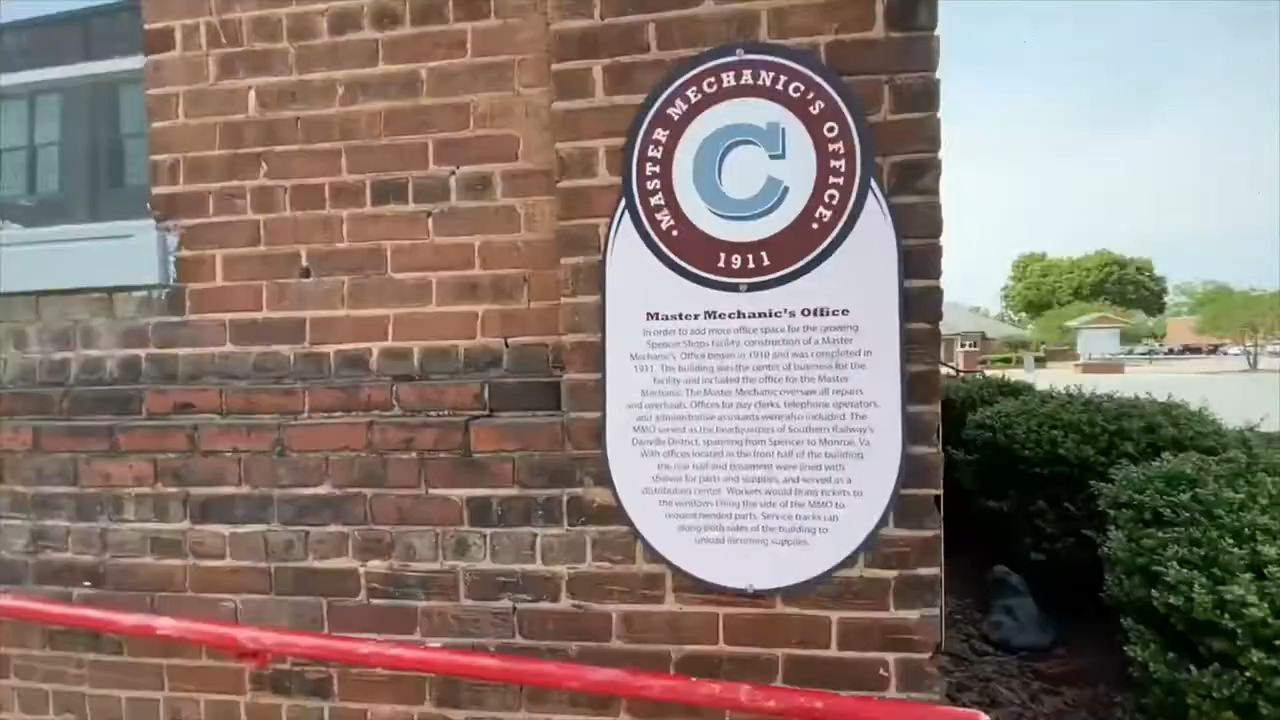 MASTER MECHANIC'S OFFICE
C
1911
Master Mechanic's Office
In order to add more office space for the growing
Spencer Shops facility, construction of a Master
Mechanic's Office began in 1910 and was completed in
1911. The building was the center of business for the
facility and included the office for the Master
Mechanic. The Master Mechanic oversaw all repairs
and overhauls. Offices for pay clerks, telephone operators,
and administrative assistants were also included. The
MMO served as the headquarters of Southern Railway's
Danville District, spanning from Spencer to Monroe, Va.
With offices located in the front half of the building,
the rear half and basement were lined with
shelves for parts and supplies, and served as a
distribution center. Workers would bring tickets to
the windows lining the side of the MMO to
request needed parts. Service tracks ran
along both sides of the building to
unload incoming supplies.